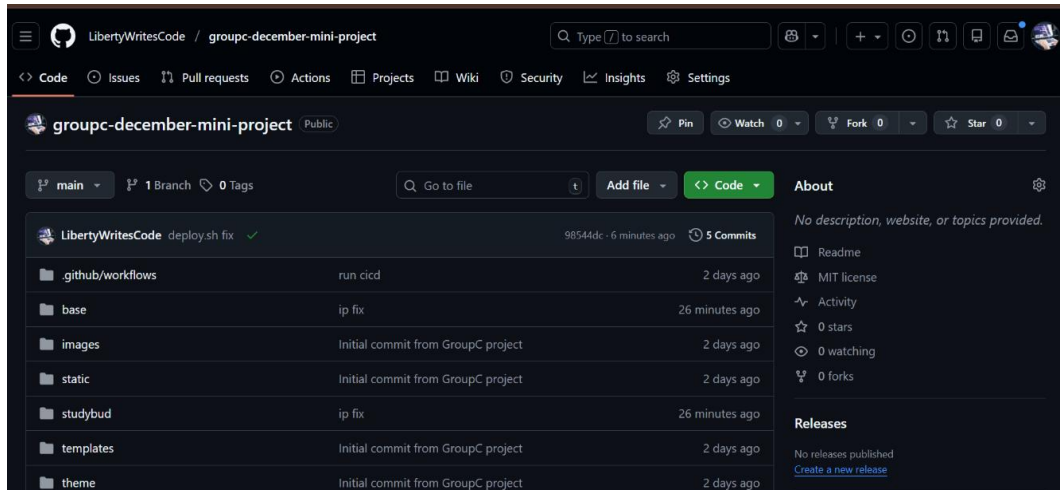 LibertyWritesCode / groupc-december-mini-project Type / to search
Code Issues Pull requests Actions Projects Wiki Security Insights Settings
groupc-december-mini-project Public Pin Watch 0 Fork 0 Star 0
main 1 Branch 0 Tags Go to file t Add file Code
LibertyWritesCode deploy.sh fix 98544dc · 6 minutes ago 5 Commits
.github/workflows run cicd 2 days ago
base ip fix 26 minutes ago
images Initial commit from GroupC project 2 days ago
static Initial commit from GroupC project 2 days ago
studybud ip fix 26 minutes ago
templates Initial commit from GroupC project 2 days ago
theme Initial commit from GroupC project 2 days ago
About
No description, website, or topics provided.
Readme
MIT license
Activity
0 stars
0 watching
0 forks
Releases
No releases published
Create a new release